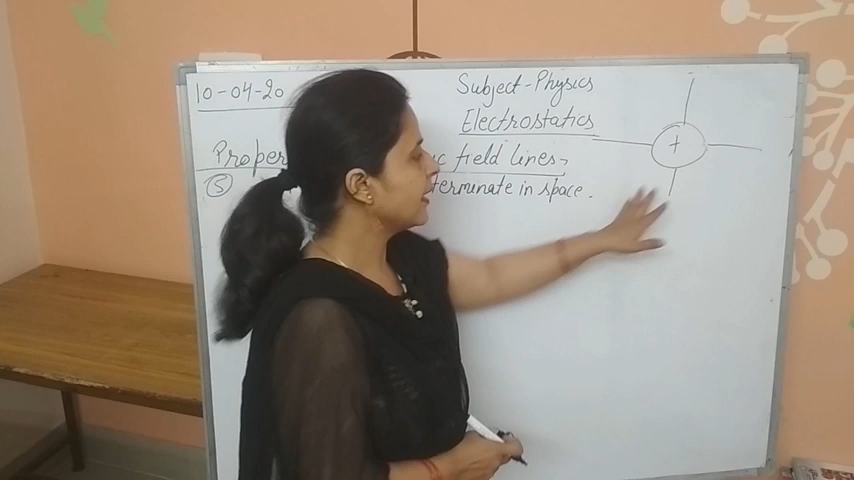 10-04-20
Subject-Physics
Electrostatics
Proper field lines-
⑤ terminate in space.
+